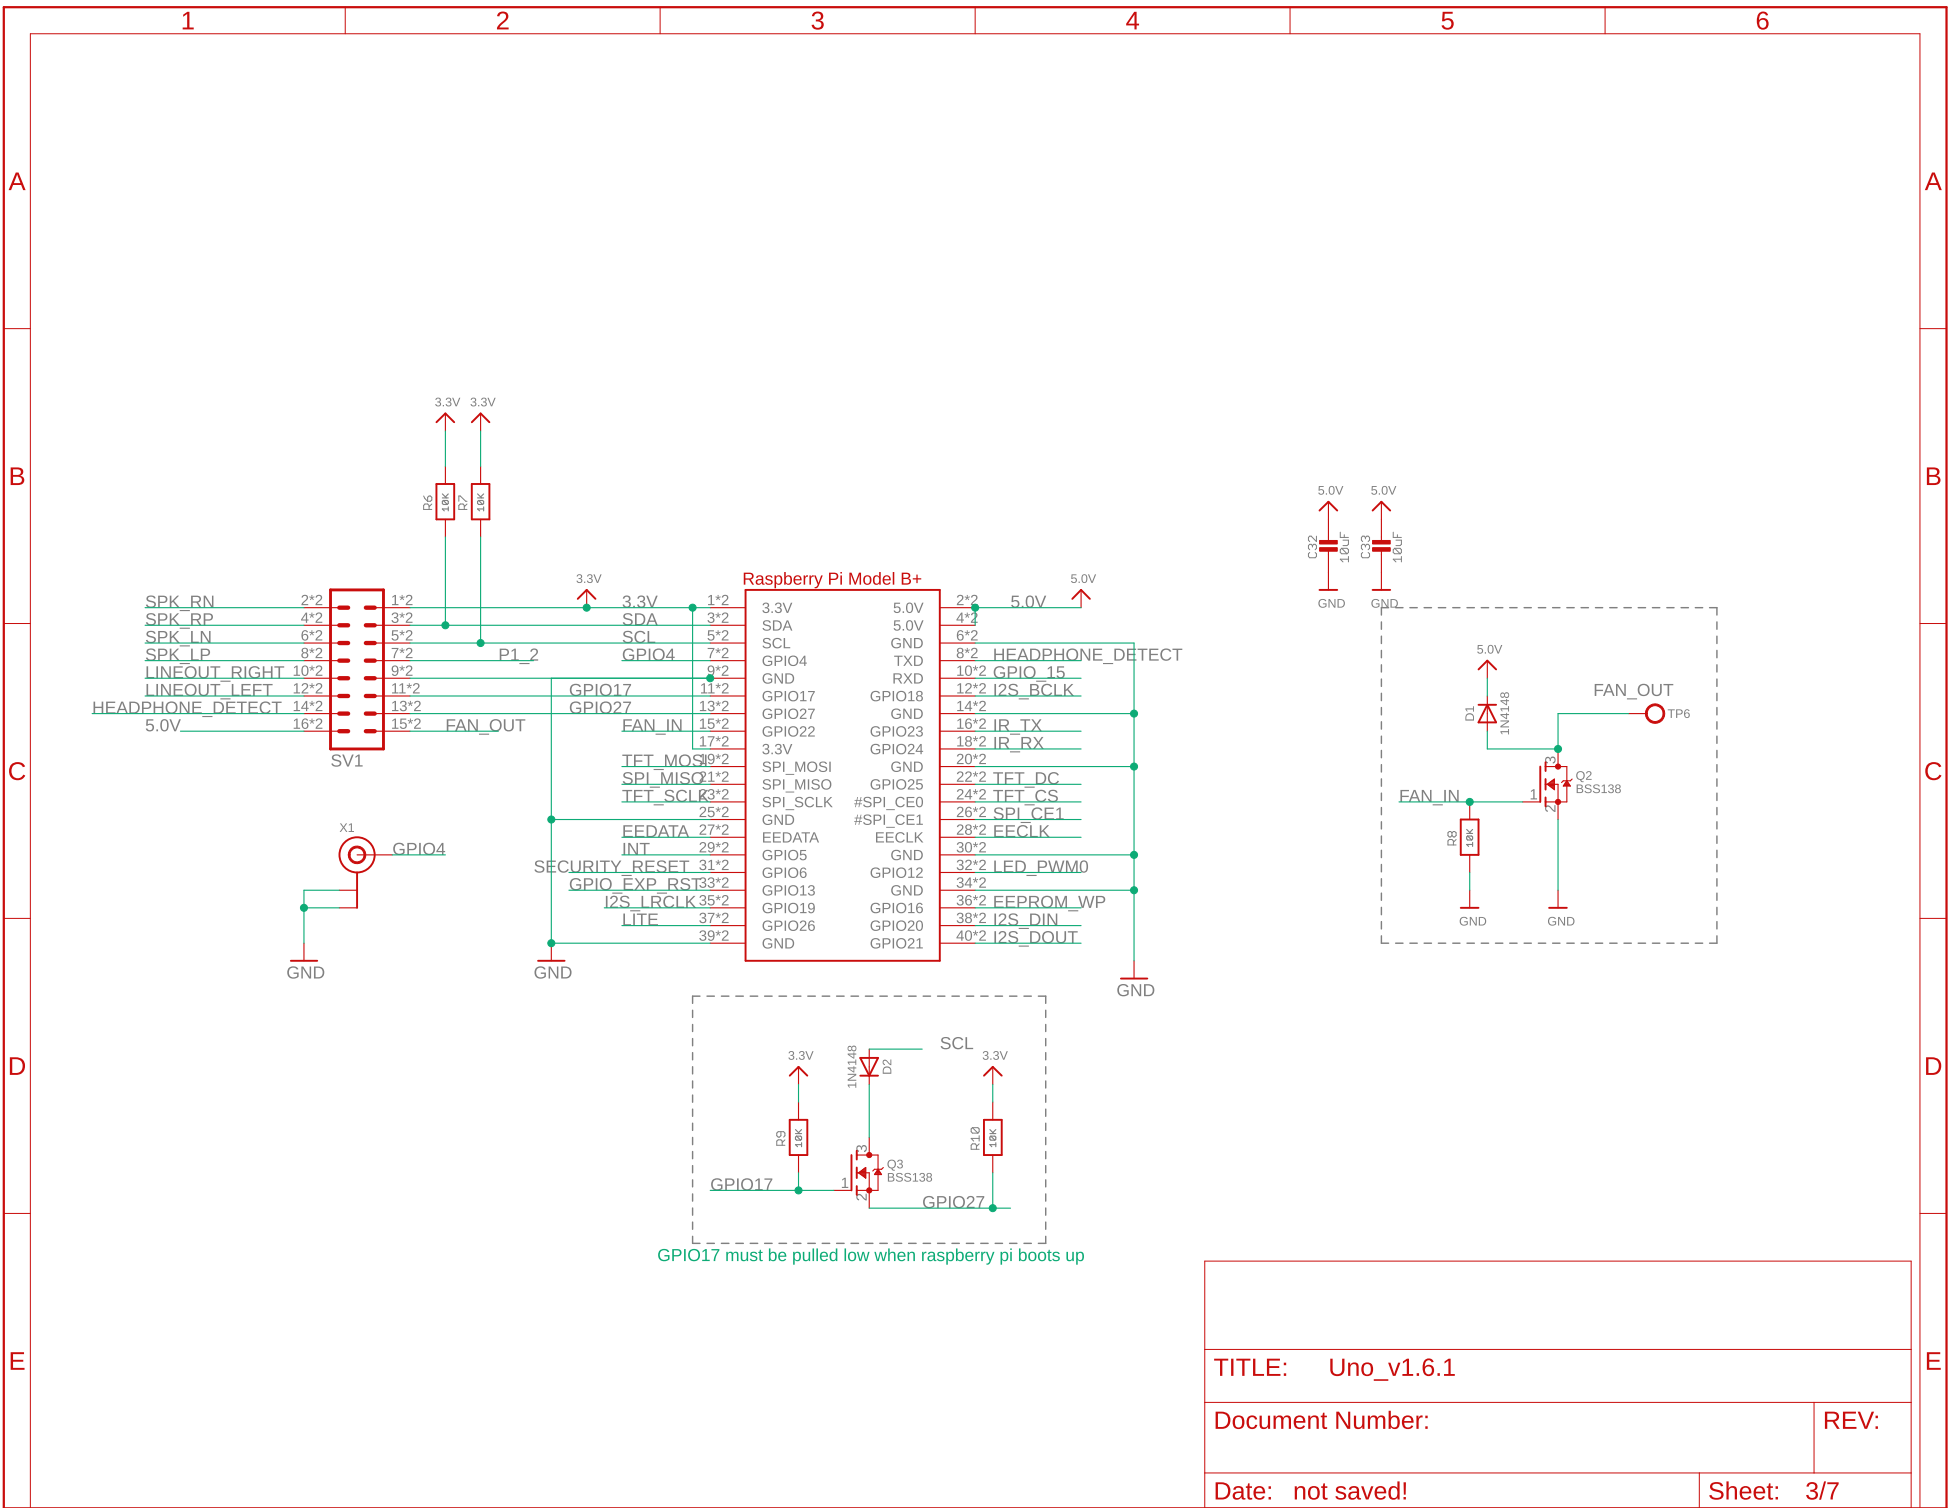 1 2 3 4 5 6
A A
B B
C C
D D
E E
3.3V 3.3V
R6 10K R7 10K
SPK_RN 2*2 1*2
SPK_RP 4*2 3*2
SPK_LN 6*2 5*2
SPK_LP 8*2 7*2 P1_2
LINEOUT_RIGHT 10*2 9*2
LINEOUT_LEFT 12*2 11*2 GPIO17
HEADPHONE_DETECT 14*2 13*2 GPIO27
5.0V 16*2 15*2 FAN_OUT
SV1
X1
GPIO4
GND
GND
3.3V
Raspberry Pi Model B+
5.0V
3.3V 1*2 3.3V 5.0V 2*2 5.0V
SDA 3*2 SDA 5.0V 4*2
SCL 5*2 SCL GND 6*2
GPIO4 7*2 GPIO4 TXD 8*2 HEADPHONE_DETECT
9*2 GND RXD 10*2 GPIO_15
11*2 GPIO17 GPIO18 12*2 I2S_BCLK
13*2 GPIO27 GND 14*2
FAN_IN 15*2 GPIO22 GPIO23 16*2 IR_TX
17*2 3.3V GPIO24 18*2 IR_RX
TFT_MOSI 19*2 SPI_MOSI GND 20*2
SPI_MISO 21*2 SPI_MISO GPIO25 22*2 TFT_DC
TFT_SCLK 23*2 SPI_SCLK #SPI_CE0 24*2 TFT_CS
25*2 GND #SPI_CE1 26*2 SPI_CE1
EEDATA 27*2 EEDATA EECLK 28*2 EECLK
INT 29*2 GPIO5 GND 30*2
SECURITY_RESET 31*2 GPIO6 GPIO12 32*2 LED_PWM0
GPIO_EXP_RST 33*2 GPIO13 GND 34*2
I2S_LRCLK 35*2 GPIO19 GPIO16 36*2 EEPROM_WP
LITE 37*2 GPIO26 GPIO20 38*2 I2S_DIN
39*2 GND GPIO21 40*2 I2S_DOUT
GND
5.0V 5.0V
C32 10uF C33 10uF
GND GND
5.0V
D1 1N4148
FAN_OUT
TP6
3
Q2
BSS138
FAN_IN 1
2
R8 10K
GND GND
SCL
3.3V 1N4148 D2 3.3V
R9 10K R10 10K
3
Q3
BSS138
GPIO17 1
2
GPIO27
GPIO17 must be pulled low when raspberry pi boots up
TITLE: Uno_v1.6.1
Document Number: REV:
Date: not saved! Sheet: 3/7